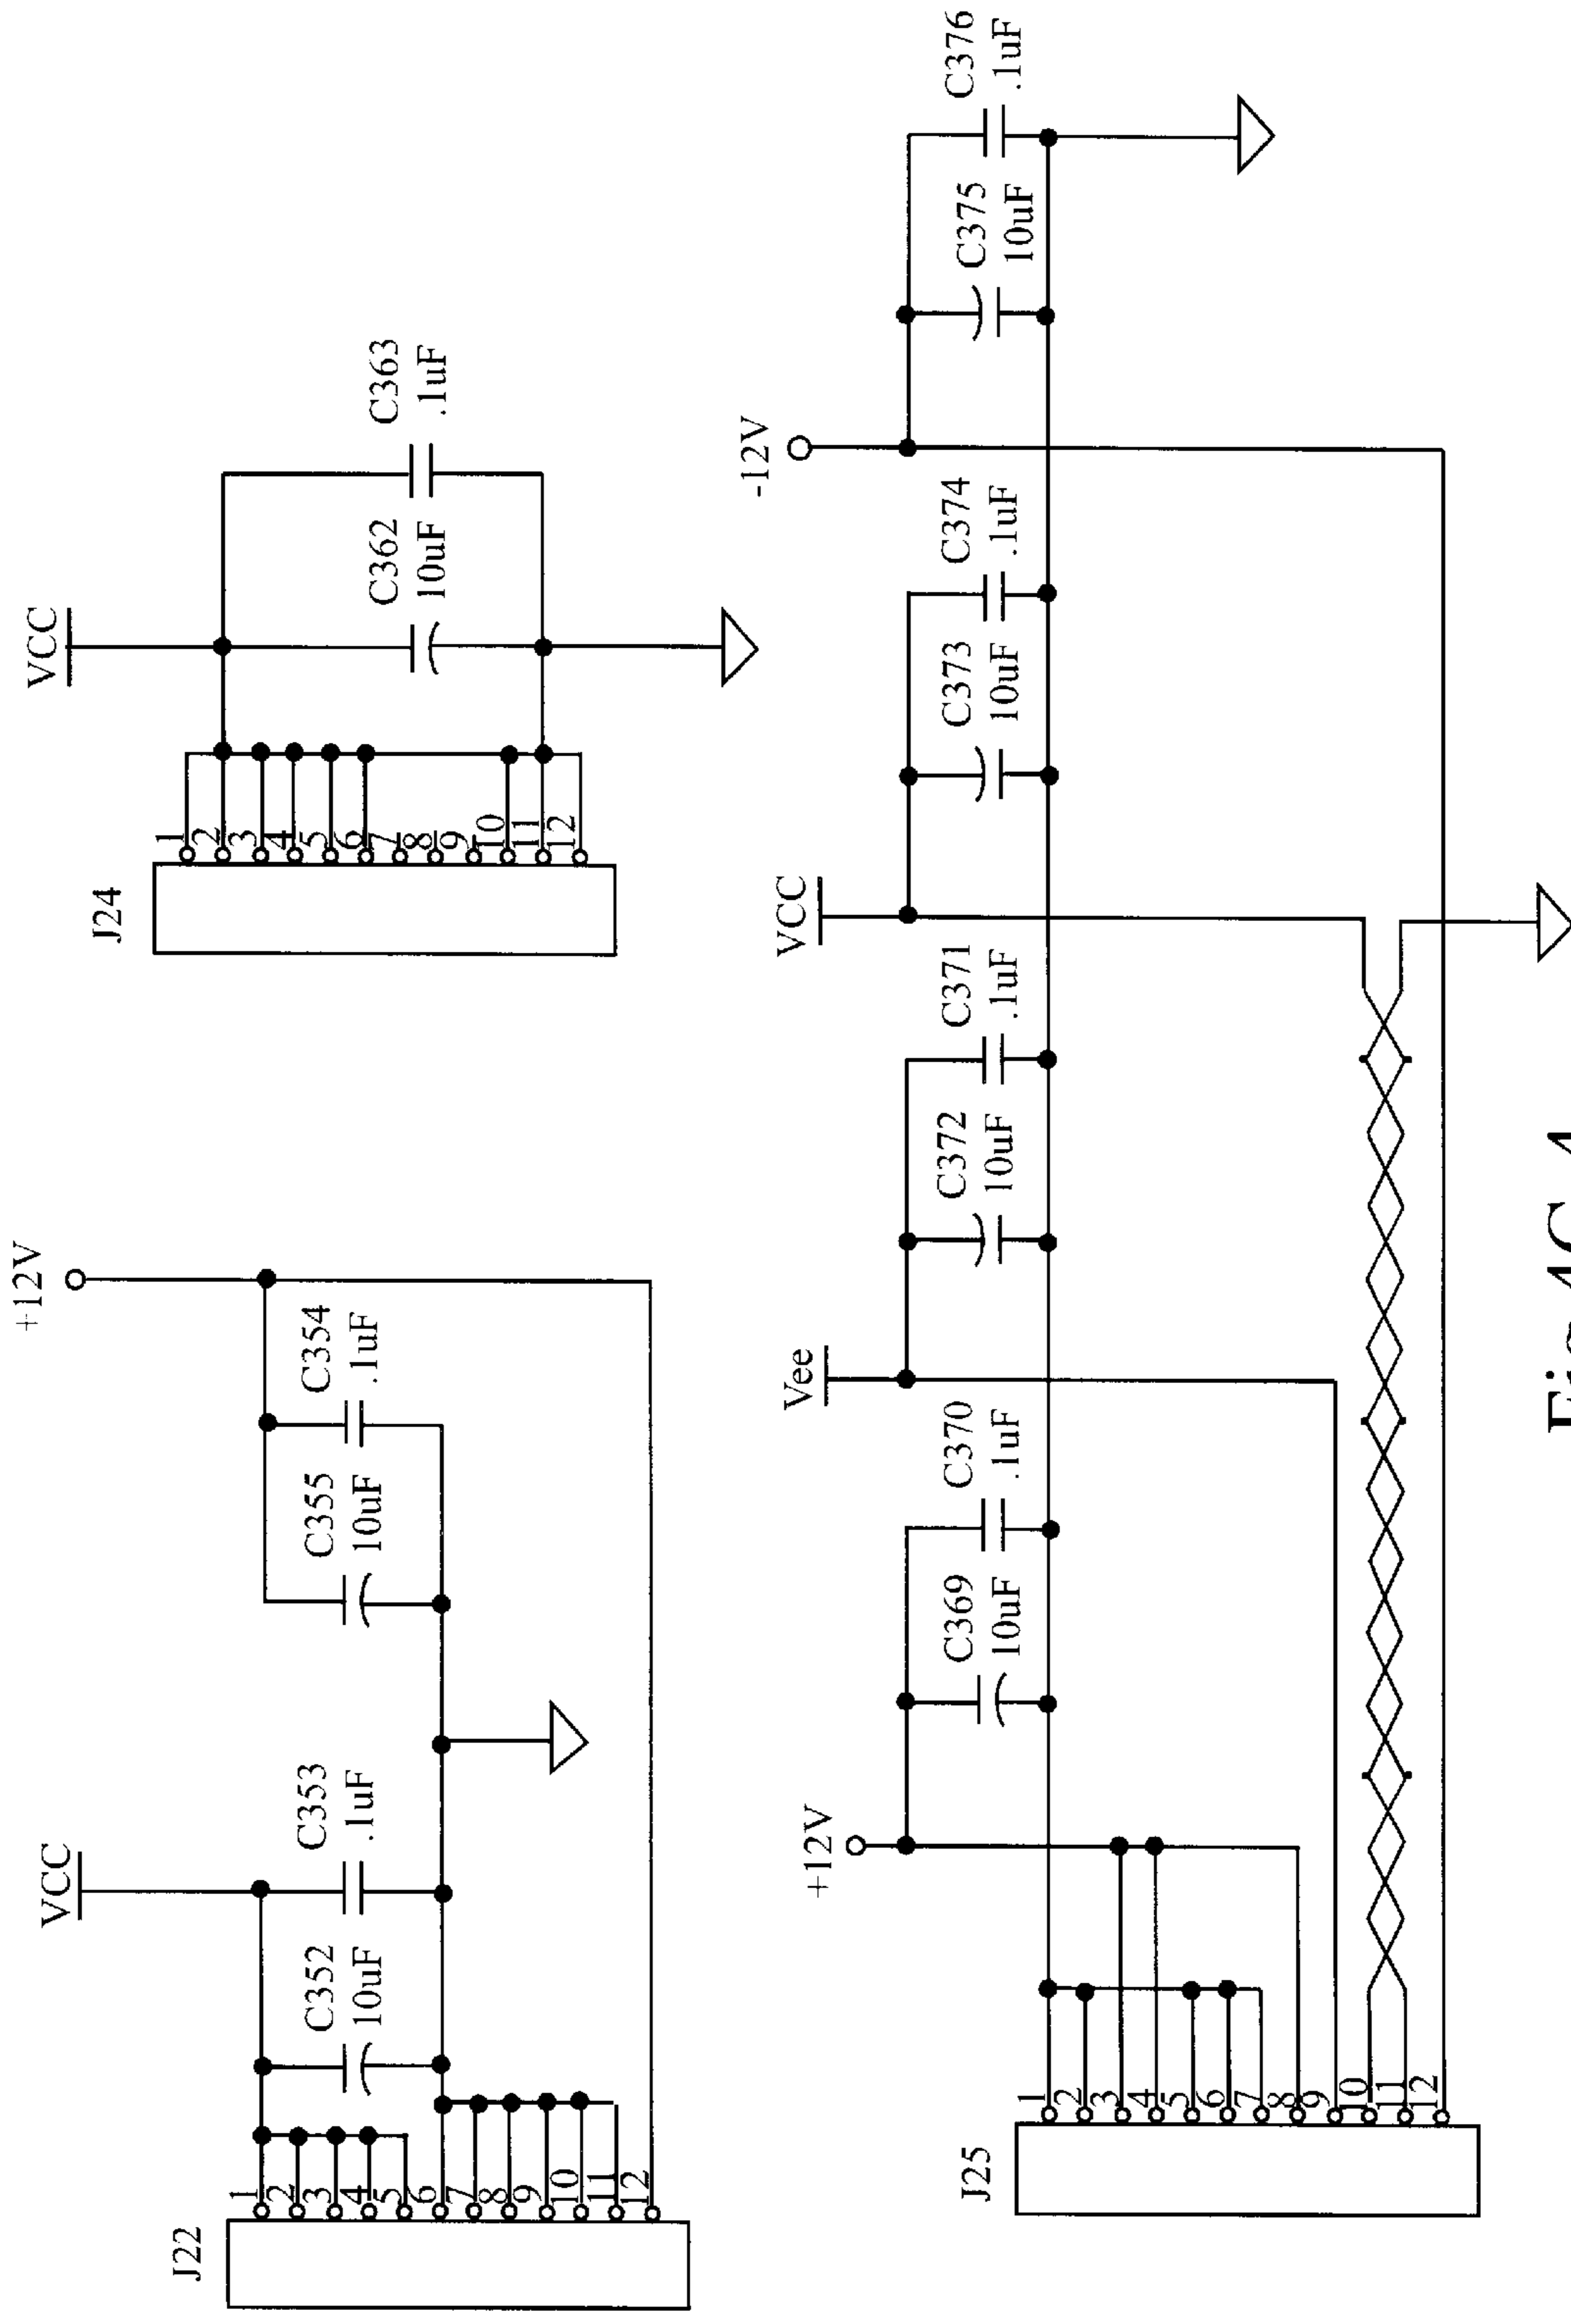 J22
1
2
3
4
5
6
7
8
9
10
11
12
VCC
C352
10uF
C353
.1uF
C355
10uF
C354
.1uF
+12V
J24
1
2
3
4
5
6
7
8
9
10
11
12
VCC
C362
10uF
C363
.1uF
J25
1
2
3
4
5
6
7
8
9
10
11
12
+12V
C369
10uF
C370
.1uF
Vee
C372
10uF
C371
.1uF
VCC
C373
10uF
C374
.1uF
-12V
C375
10uF
C376
.1uF